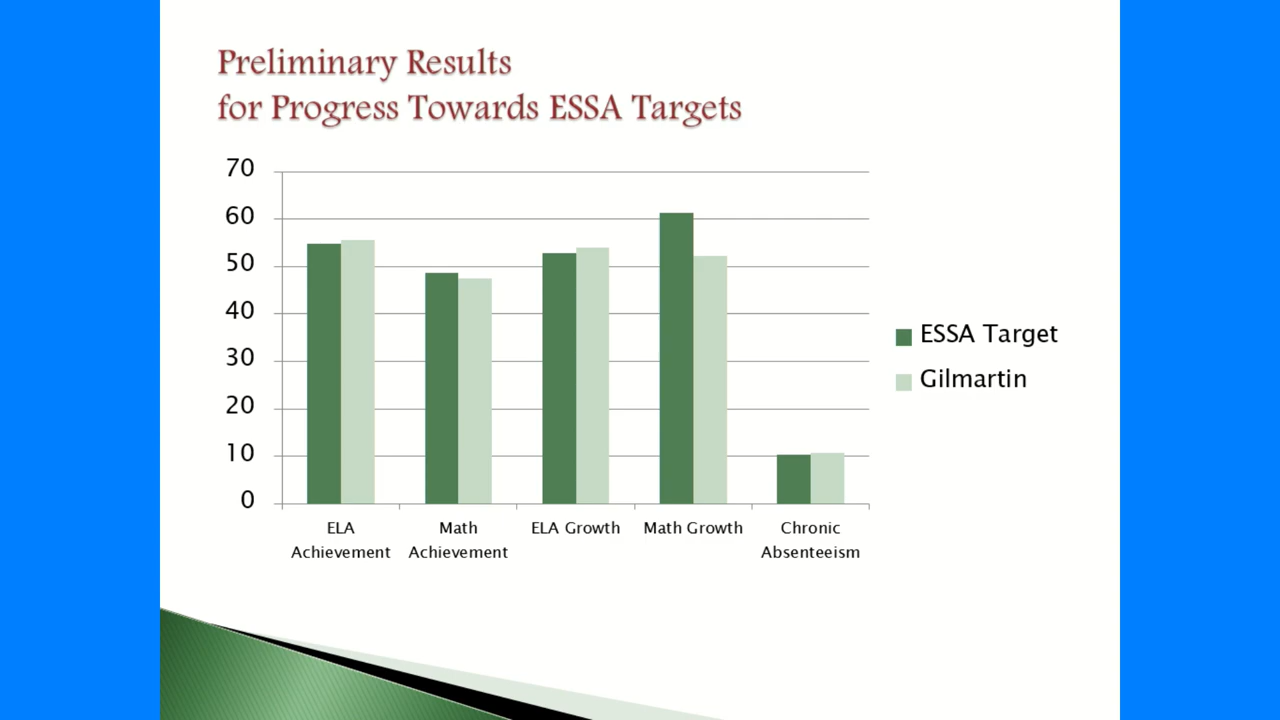 Preliminary Results
for Progress Towards ESSA Targets
70
60
50
40
30
20
10
0
ELA
Achievement
Math
Achievement
ELA Growth
Math Growth
Chronic
Absenteeism
ESSA Target
Gilmartin